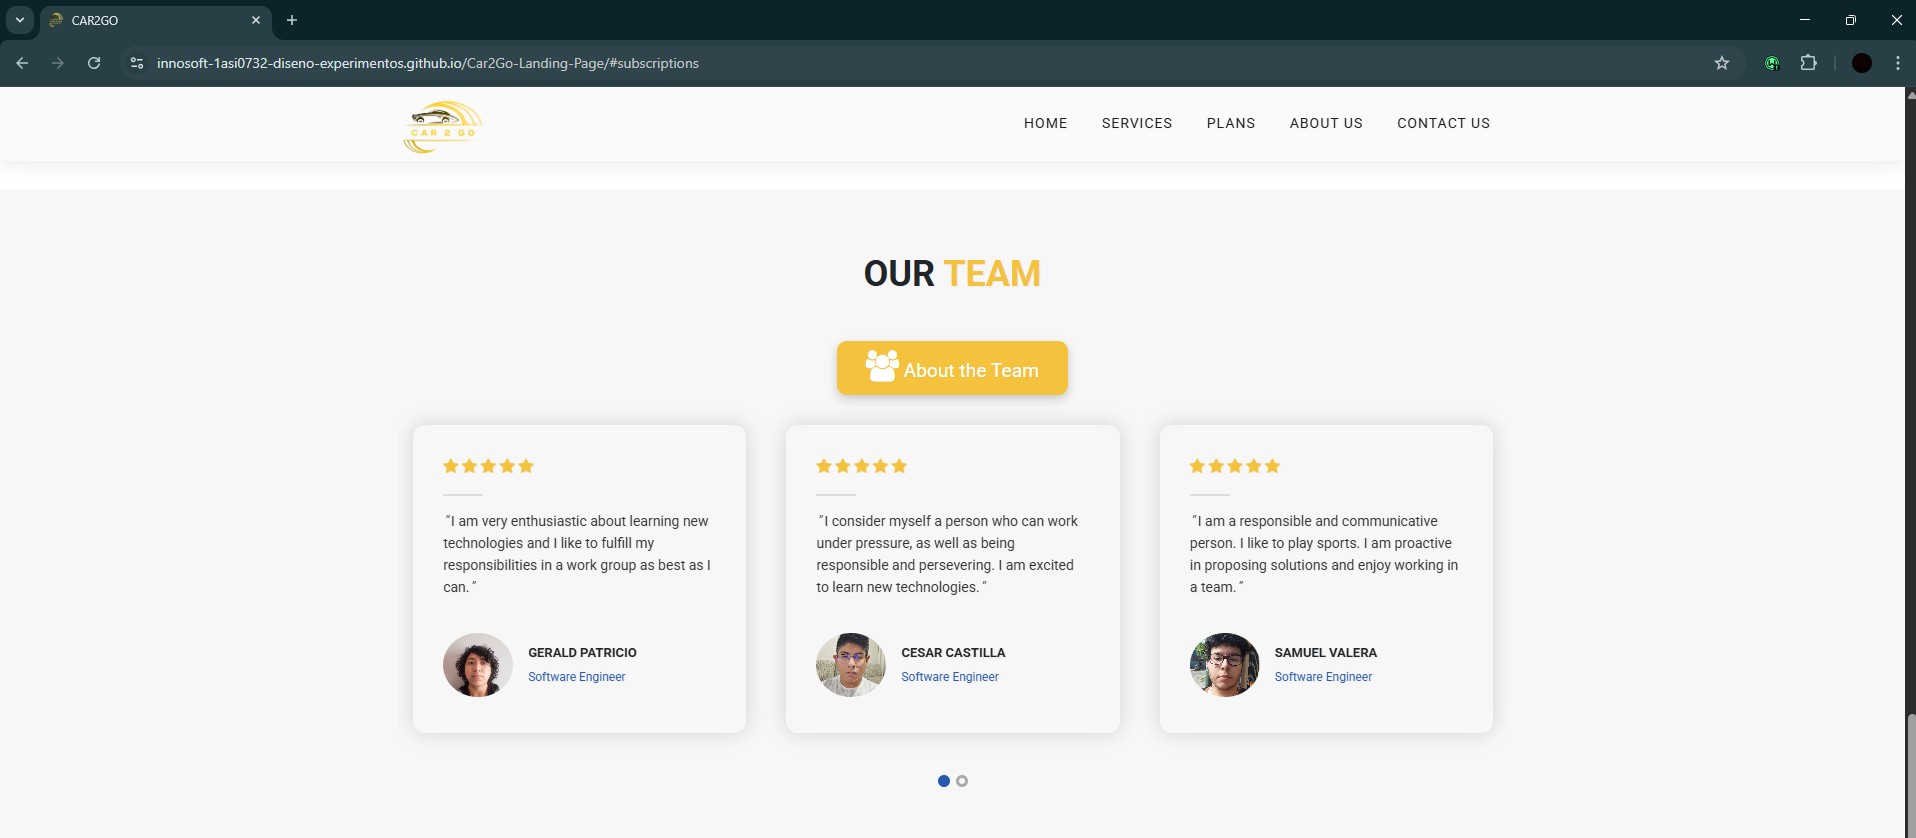 CAR2GO
innosoft-1asi0732-diseno-experimentos.github.io/Car2Go-Landing-Page/#subscriptions
CAR 2 GO
HOME
SERVICES
PLANS
ABOUT US
CONTACT US
OUR TEAM
About the Team
"I am very enthusiastic about learning new
technologies and I like to fulfill my
responsibilities in a work group as best as I
can. "
GERALD PATRICIO
Software Engineer
"I consider myself a person who can work
under pressure, as well as being
responsible and persevering. I am excited
to learn new technologies. "
CESAR CASTILLA
Software Engineer
"I am a responsible and communicative
person. I like to play sports. I am proactive
in proposing solutions and enjoy working in
a team. "
SAMUEL VALERA
Software Engineer